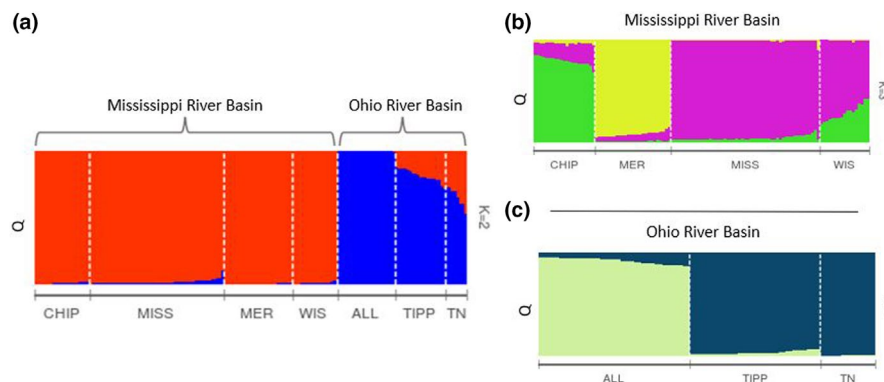 (a)
Mississippi River Basin
Ohio River Basin
Q
K=2
CHIP
MISS
MER
WIS
ALL
TIPP
TN
(b)
Mississippi River Basin
Q
K=3
CHIP
MER
MISS
WIS
(c)
Ohio River Basin
Q
ALL
TIPP
TN